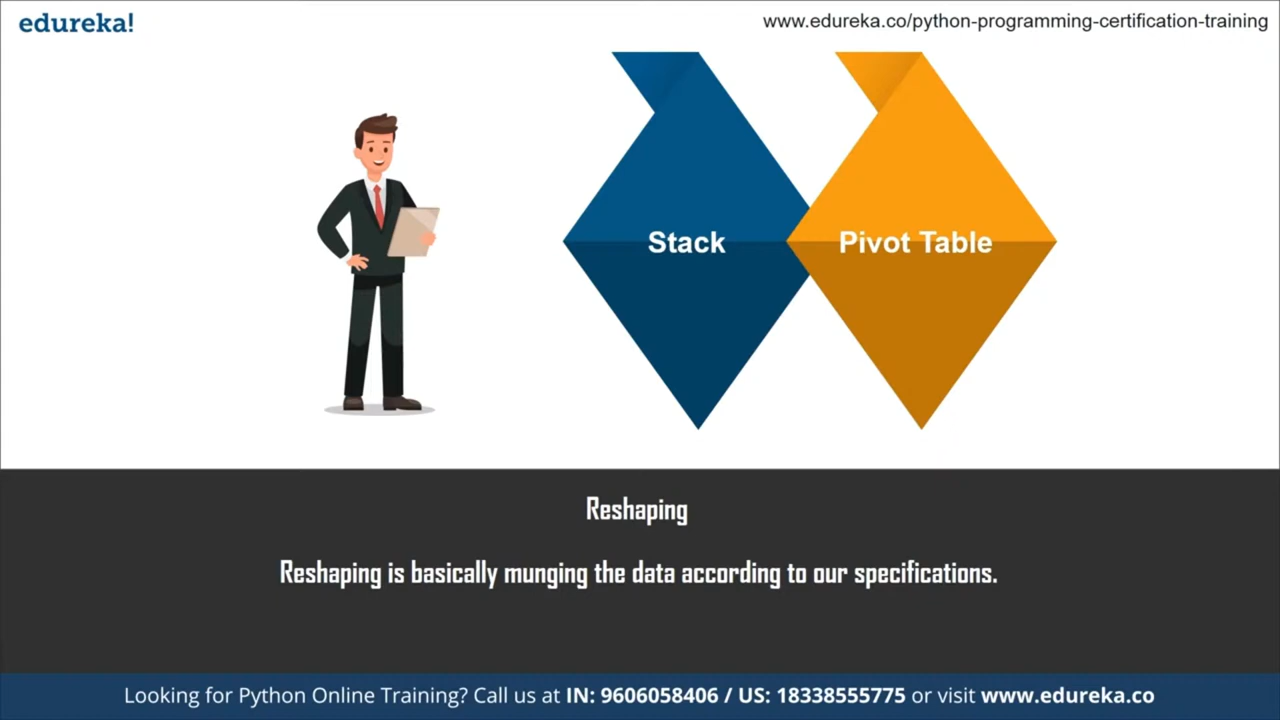 edureka!
www.edureka.co/python-programming-certification-training
Stack
Pivot Table
Reshaping
Reshaping is basically munging the data according to our specifications.
Looking for Python Online Training? Call us at IN: 9606058406 / US: 18338555775 or visit www.edureka.co